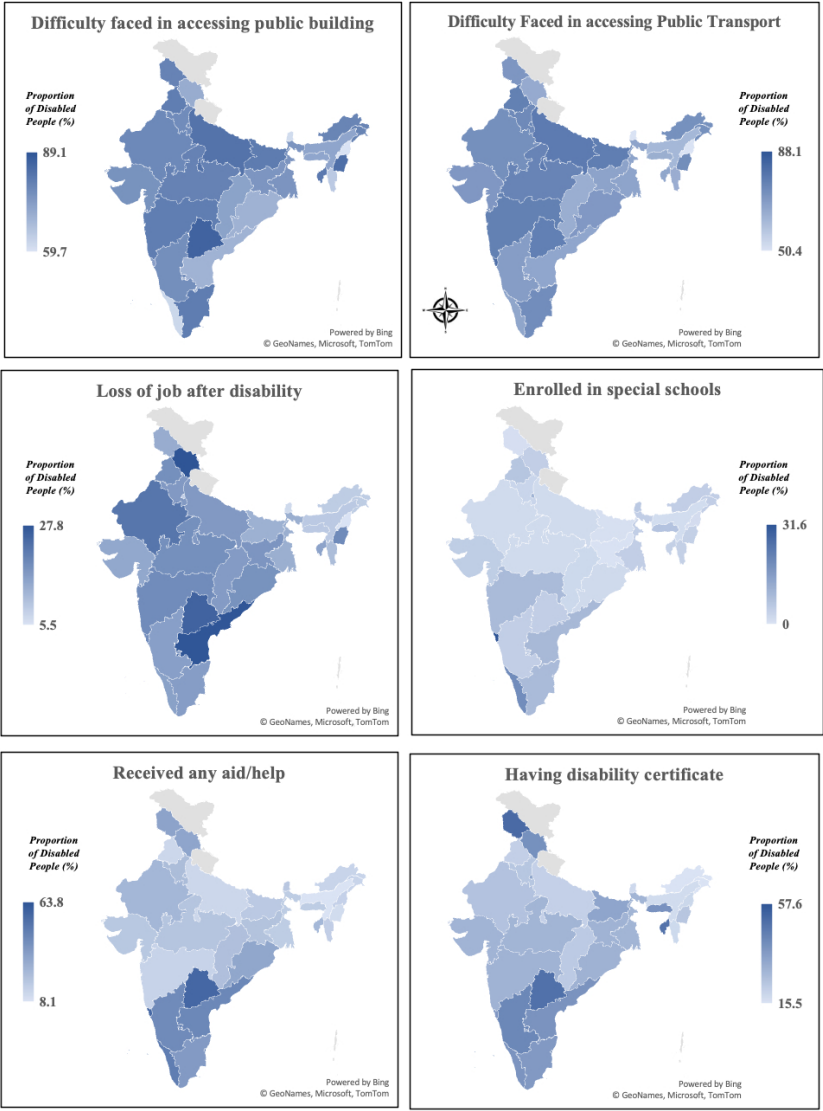 Difficulty faced in accessing public building
Proportion
of Disabled
People (%)
89.1
59.7
Powered by Bing
© GeoNames, Microsoft, TomTom
Difficulty Faced in accessing Public Transport
Proportion
of Disabled
People (%)
88.1
50.4
Powered by Bing
© GeoNames, Microsoft, TomTom
Loss of job after disability
Proportion
of Disabled
People (%)
27.8
5.5
Powered by Bing
© GeoNames, Microsoft, TomTom
Enrolled in special schools
Proportion
of Disabled
People (%)
31.6
0
Powered by Bing
© GeoNames, Microsoft, TomTom
Received any aid/help
Proportion
of Disabled
People (%)
63.8
8.1
Powered by Bing
© GeoNames, Microsoft, TomTom
Having disability certificate
Proportion
of Disabled
People (%)
57.6
15.5
Powered by Bing
© GeoNames, Microsoft, TomTom